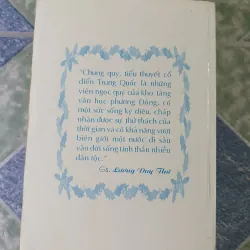 "Chung quy, tiểu thuyết cổ
điển Trung Quốc là những
viên ngọc quý của kho tàng
văn học phương Đông, có
một sức sống kỳ diệu, chấp
nhận được sự thử thách của
thời gian và có khả năng vượt
biên giới một nước đi sâu
vào đời sống tinh thần nhiều
dân tộc."
Gs. Lương Duy Thứ